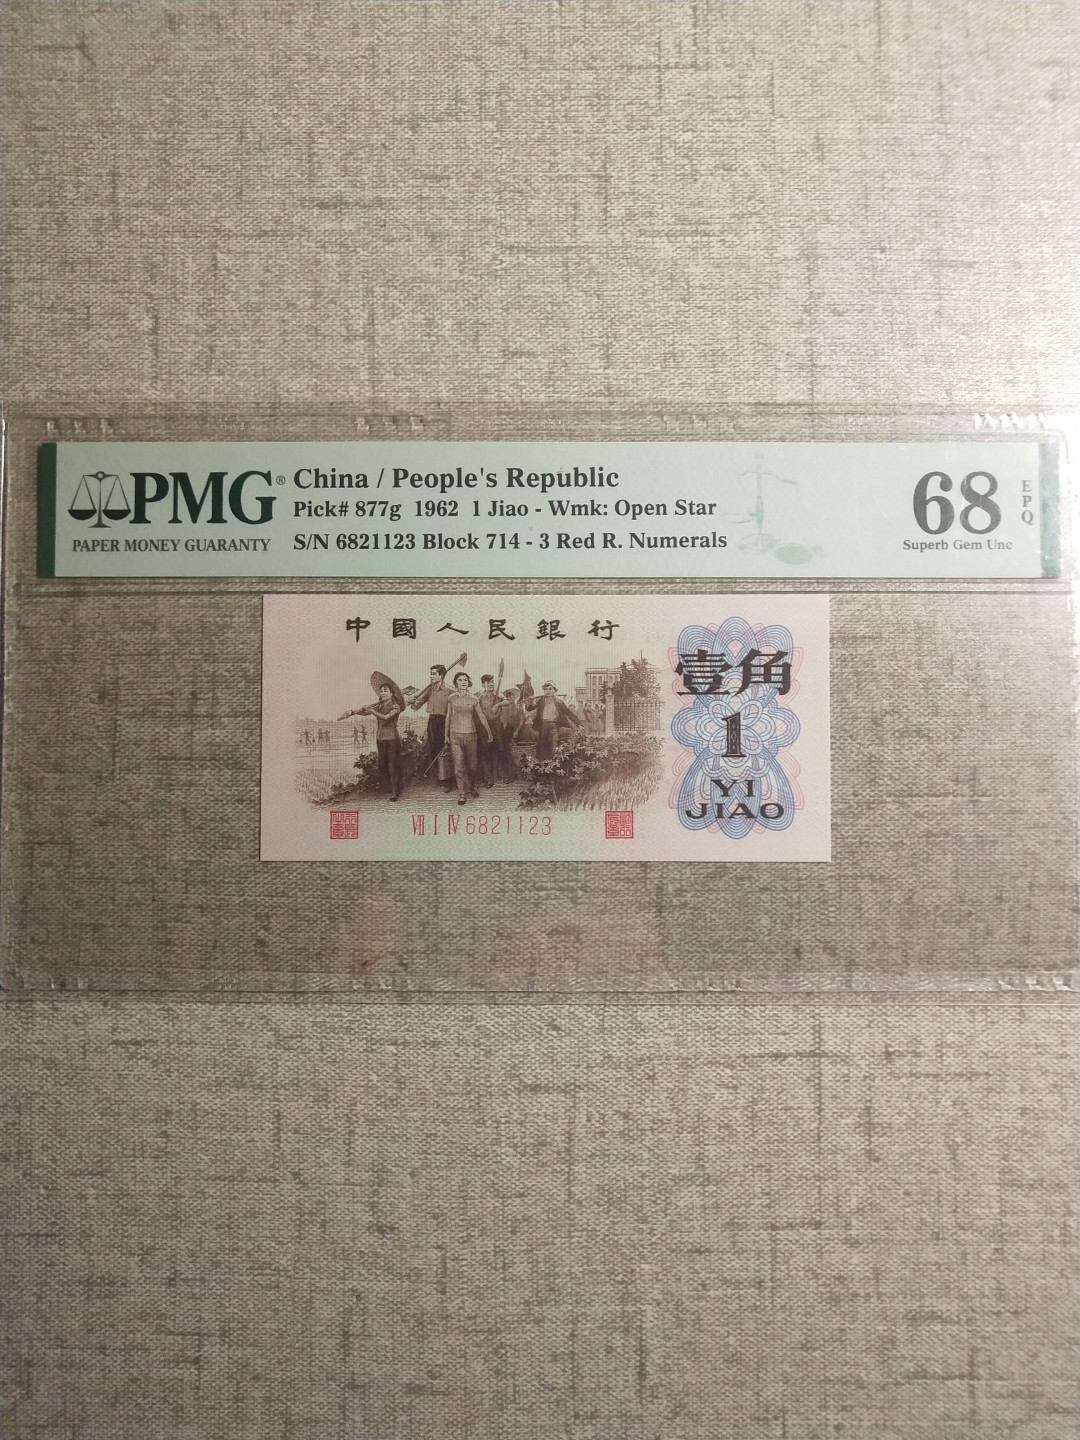 PMG®
PAPER MONEY GUARANTY
China / People's Republic
Pick# 877g 1962 1 Jiao - Wmk: Open Star
S/N 6821123 Block 714 - 3 Red R. Numerals
68
EPQ
Superb Gem Unc
中國人民銀行
壹角
1
YI
JIAO
VII I IV 6821123